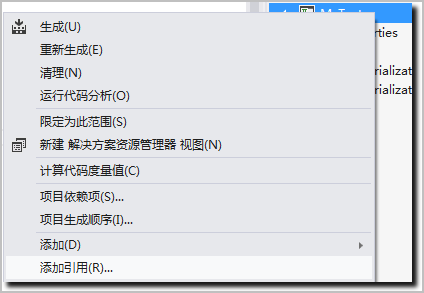 生成(U)
重新生成(E)
清理(N)
运行代码分析(O)
限定为此范围(S)
新建 解决方案资源管理器 视图(N)
计算代码度量值(C)
项目依赖项(S)...
项目生成顺序(I)...
添加(D)
添加引用(R)...